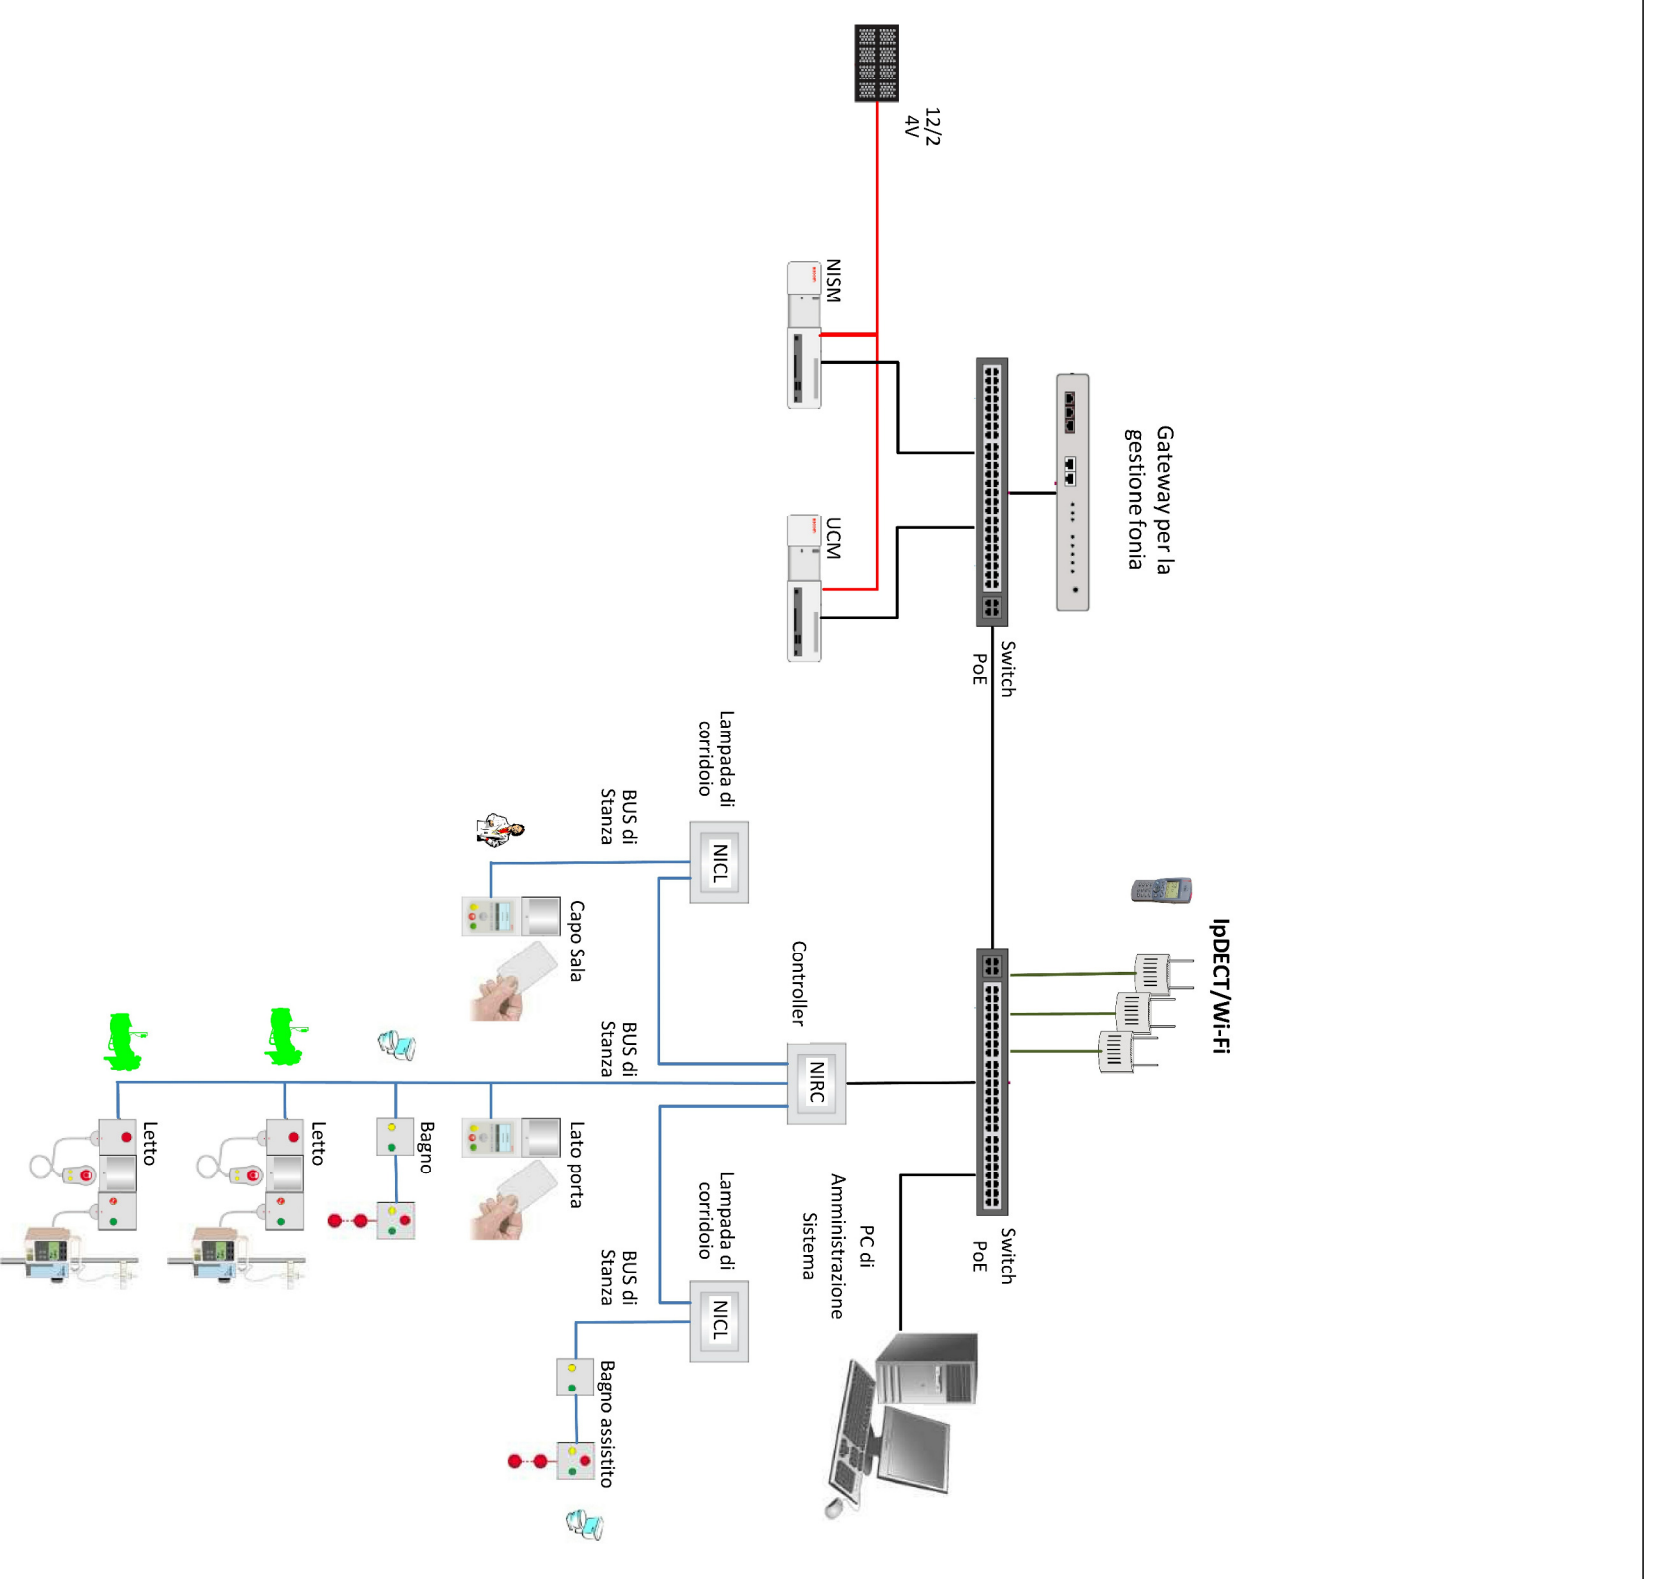 IpDECT/Wi-Fi
Gateway per la
gestione fonia
Switch
PoE
Switch
PoE
12/2
4V
NISM
UCM
PC di
Amministrazione
Sistema
Controller
NIRC
Lampada di
corridoio
NICL
Lampada di
corridoio
NICL
BUS di
Stanza
BUS di
Stanza
BUS di
Stanza
Capo Sala
Lato porta
Bagno assistito
Bagno
Letto
Letto